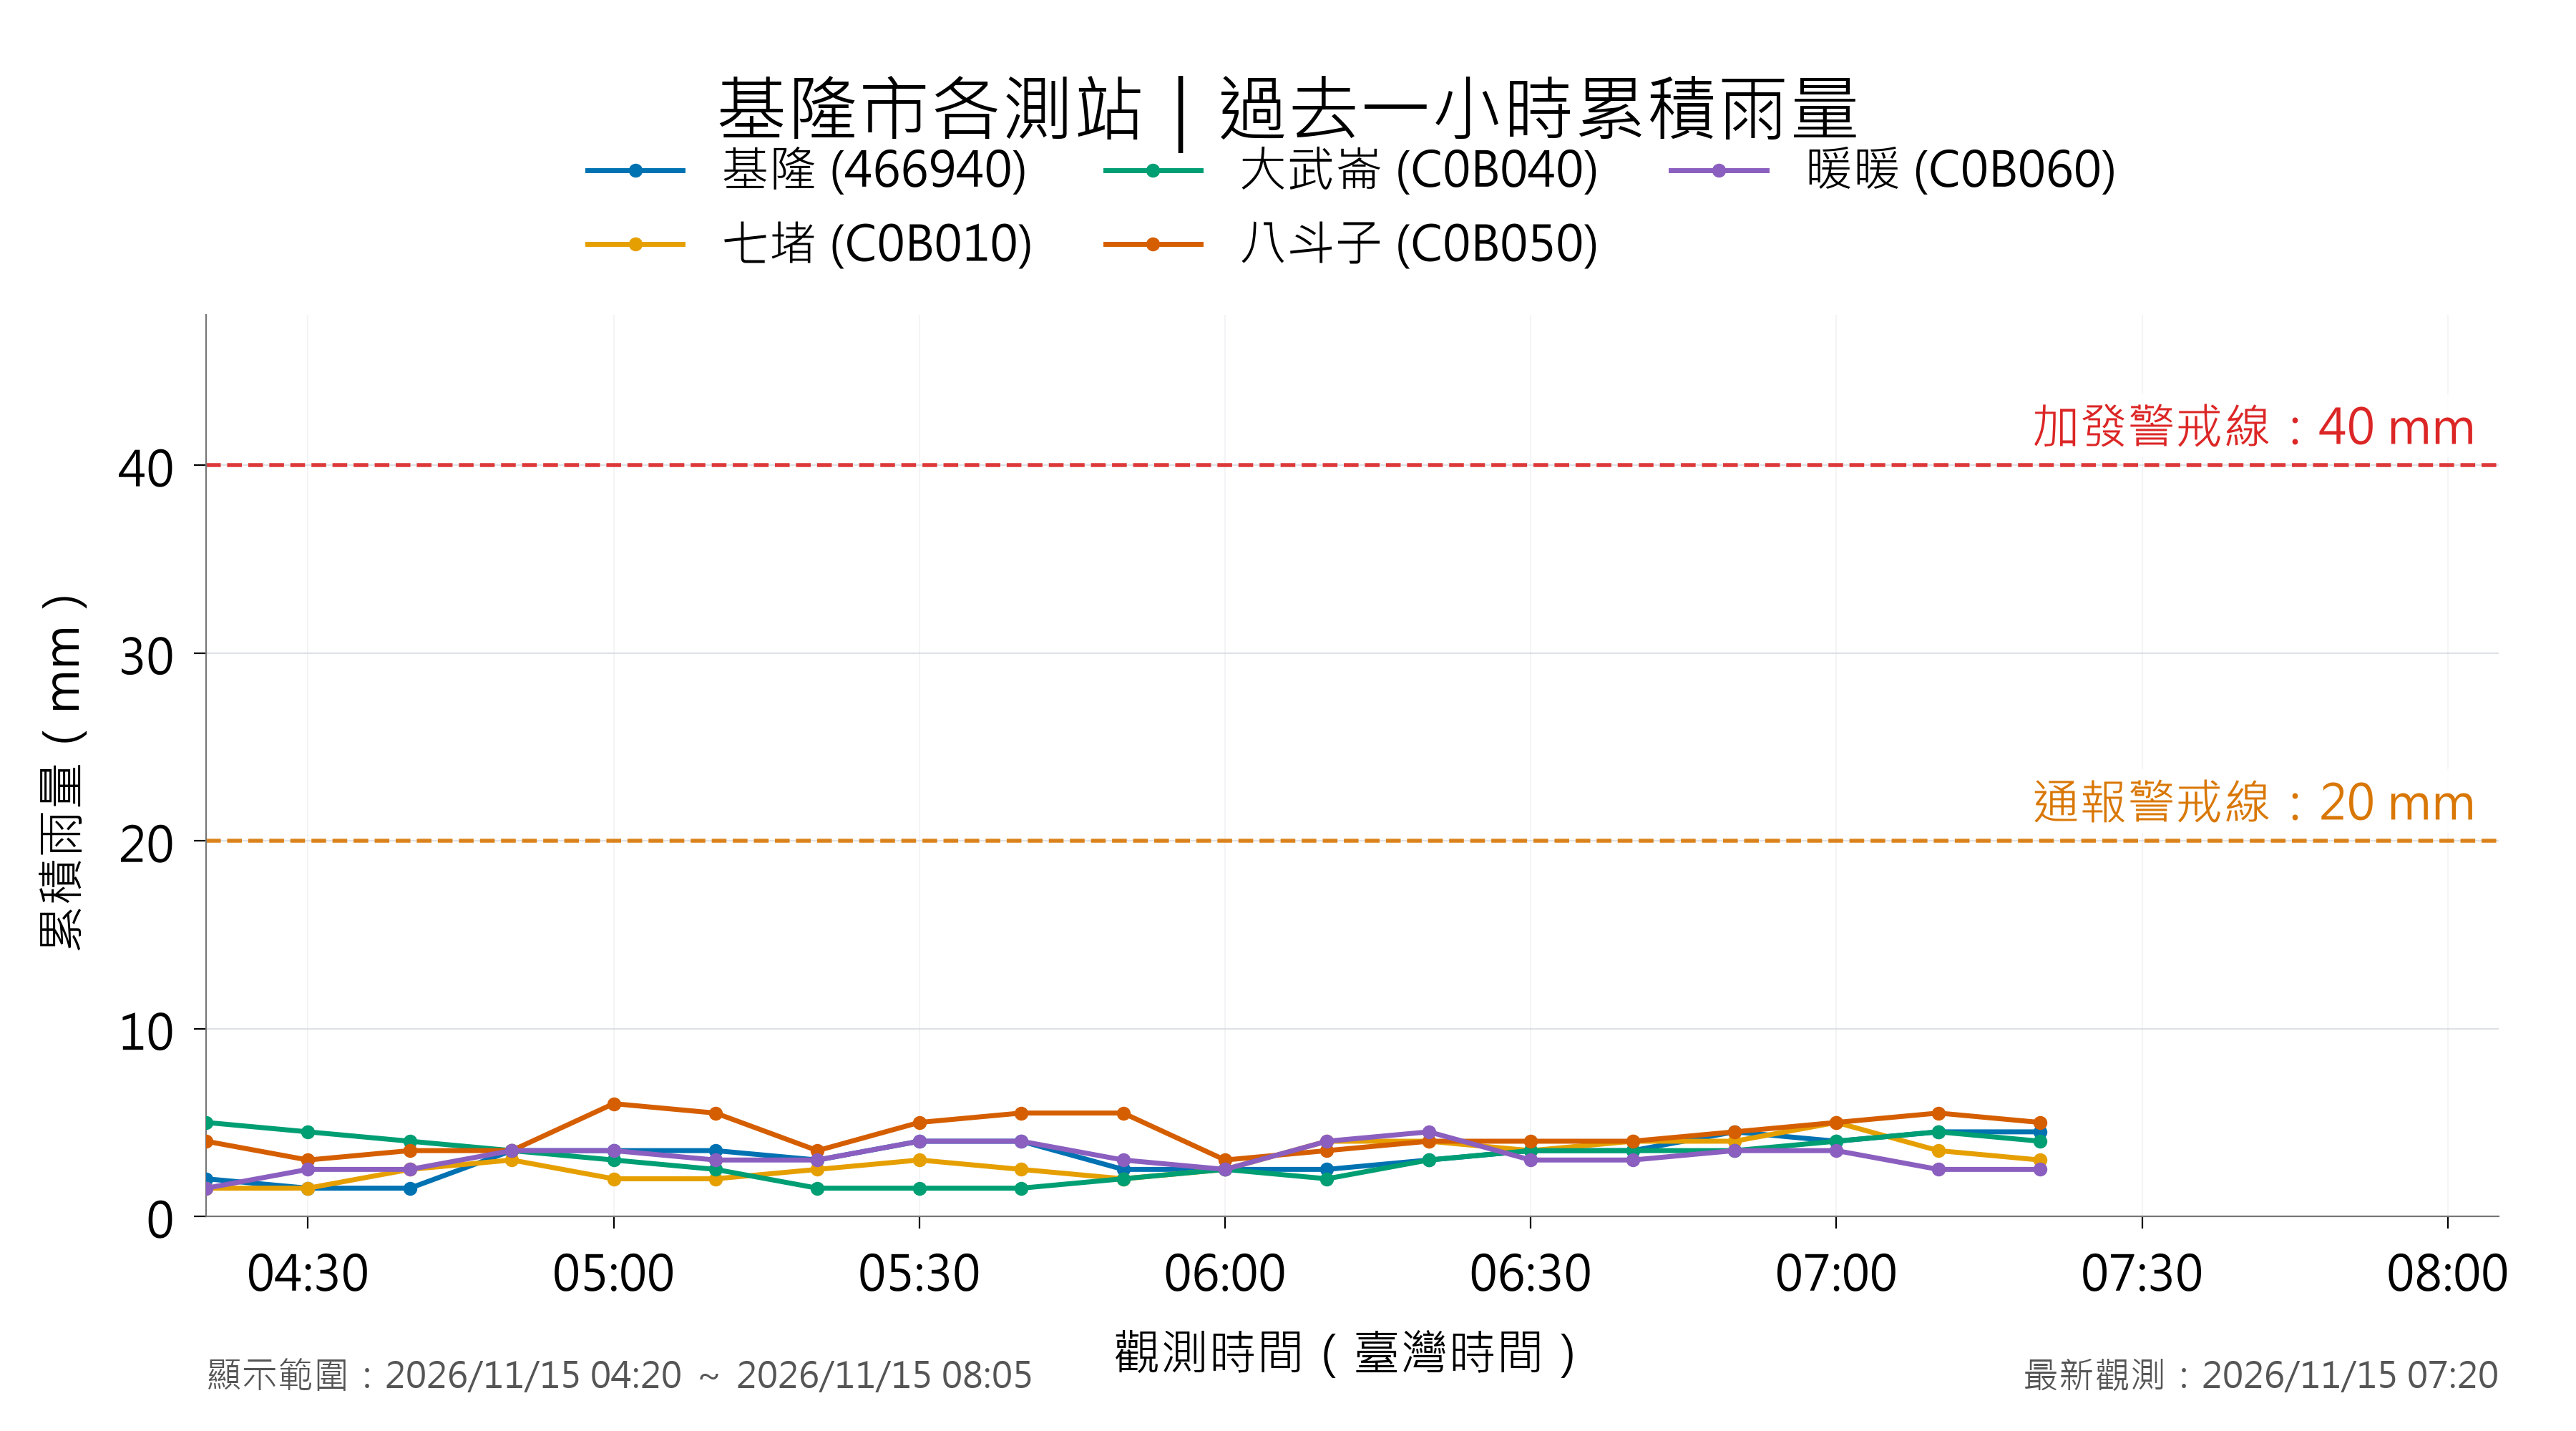 基隆市各測站｜過去一小時累積雨量
基隆 (466940)
大武崙 (C0B040)
暖暖 (C0B060)
七堵 (C0B010)
八斗子 (C0B050)
累積雨量（mm）
40
30
20
10
0
加發警戒線：40 mm
通報警戒線：20 mm
04:30 05:00 05:30 06:00 06:30 07:00 07:30 08:00
觀測時間（臺灣時間）
顯示範圍：2026/11/15 04:20 ~ 2026/11/15 08:05
最新觀測：2026/11/15 07:20